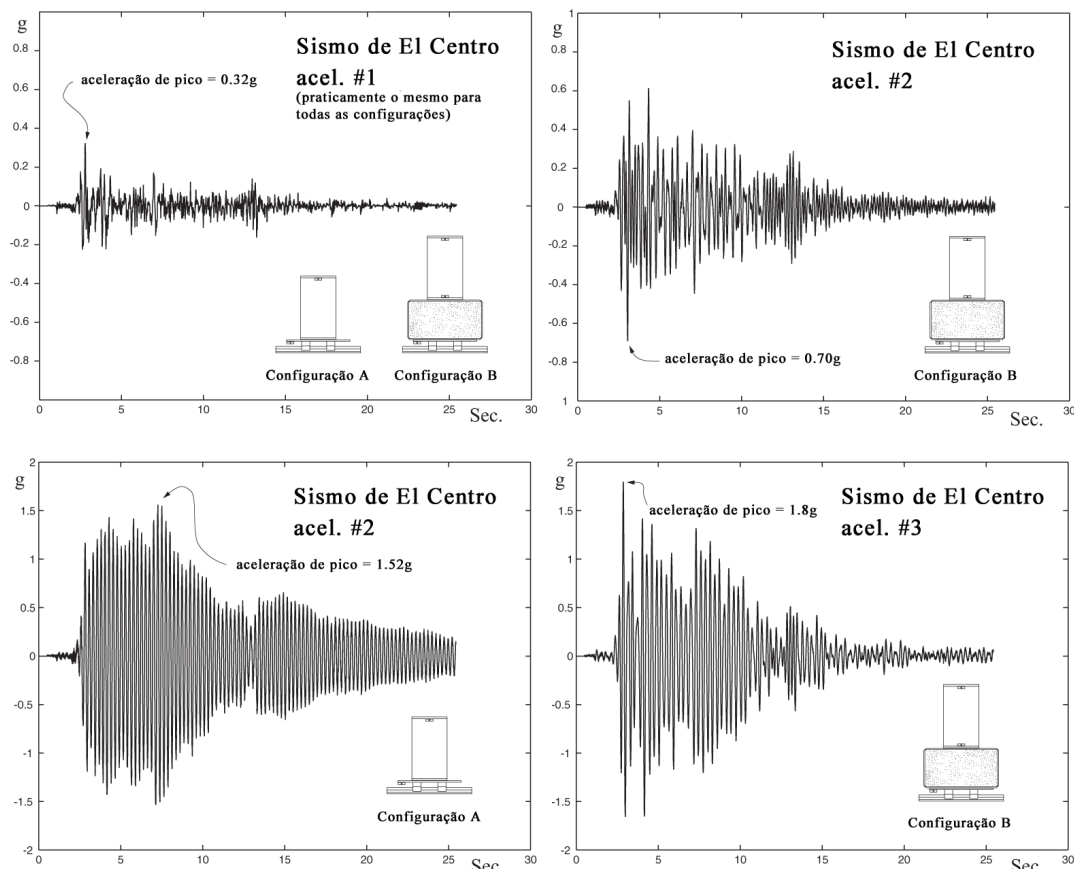 g
0.8
0.6
0.4
0.2
0
-0.2
-0.4
-0.6
-0.8
0
5
10
15
20
25
30
Sec.
Sismo de El Centro
acel. #1
(praticamente o mesmo para
todas as configurações)
aceleração de pico = 0.32g
Configuração A
Configuração B
g
1
0.8
0.6
0.4
0.2
0
-0.2
-0.4
-0.6
-0.8
1
0
5
10
15
20
25
30
Sec.
Sismo de El Centro
acel. #2
aceleração de pico = 0.70g
Configuração B
g
2
1.5
1
0.5
0
-0.5
-1
-1.5
-2
0
5
10
15
20
25
30
Sec.
Sismo de El Centro
acel. #2
aceleração de pico = 1.52g
Configuração A
g
2
1.5
1
0.5
0
-0.5
-1
-1.5
-2
0
5
10
15
20
25
30
Sec.
Sismo de El Centro
acel. #3
aceleração de pico = 1.8g
Configuração B